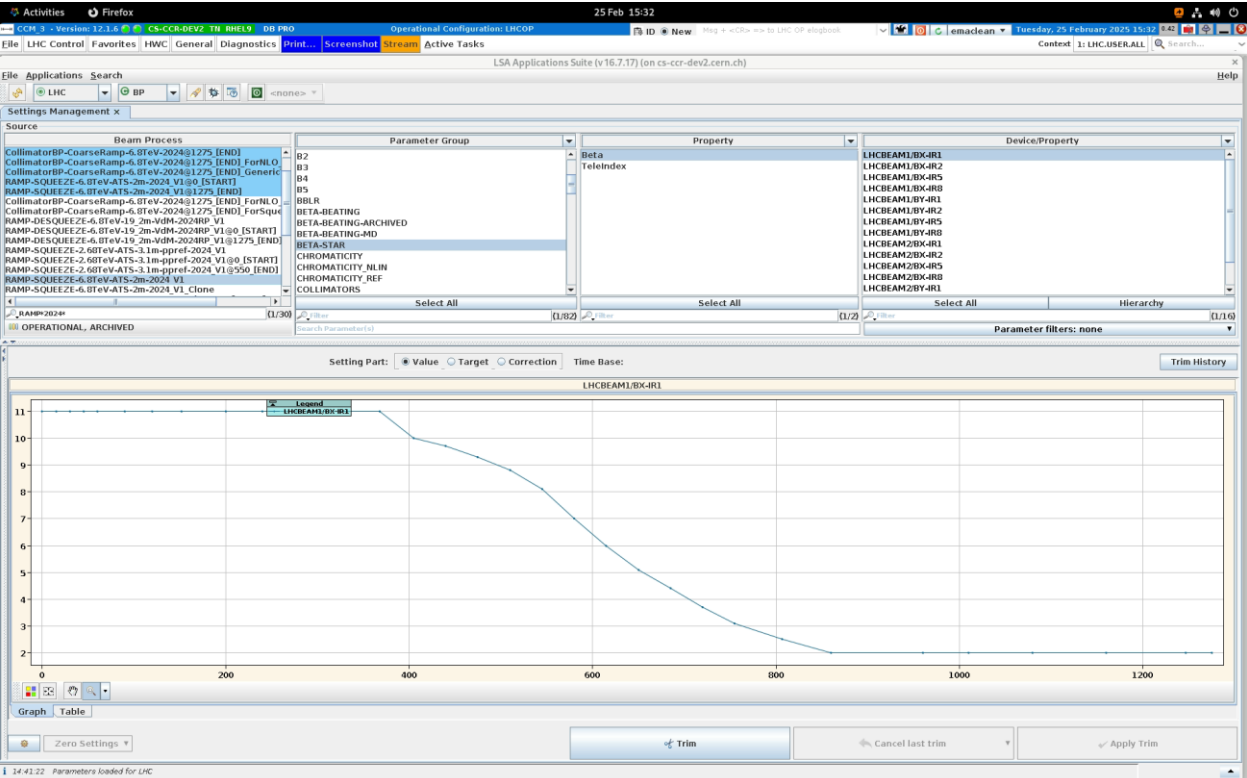 Activities Firefox 25 Feb 15:32
CCM_3 - Version: 12.1.6 CS-CCR-DEV2 TN RHEL9 DB PRO Operational Configuration: LHCOP ID New Msg + <CR> => to LHC OP elogbook emaclean Tuesday, 25 February 2025 15:32 0.42
File LHC Control Favorites HWC General Diagnostics Print... Screenshot Stream Active Tasks Context 1: LHC.USER.ALL Search...
LSA Applications Suite (v 16.7.17) (on cs-ccr-dev2.cern.ch)
File Applications Search Help
LHC BP <none>
Settings Management x
Source
Beam Process
CollimatorBP-CoarseRamp-6.8TeV-2024@1275_[END]
CollimatorBP-CoarseRamp-6.8TeV-2024@1275_[END]_ForNLO_
CollimatorBP-CoarseRamp-6.8TeV-2024@1275_[END]_Generic
RAMP-SQUEEZE-6.8TeV-ATS-2m-2024_V1@0_[START]
RAMP-SQUEEZE-6.8TeV-ATS-2m-2024_V1@1275_[END]
CollimatorBP-CoarseRamp-6.8TeV-2024@1275_[END]_ForNLO_
CollimatorBP-CoarseRamp-6.8TeV-2024@1275_[END]_ForSque
RAMP-DESQUEEZE-6.8TeV-19_2m-VdM-2024RP_V1
RAMP-DESQUEEZE-6.8TeV-19_2m-VdM-2024RP_V1@0_[START]
RAMP-DESQUEEZE-6.8TeV-19_2m-VdM-2024RP_V1@1275_[END]
RAMP-SQUEEZE-2.68TeV-ATS-3.1m-ppref-2024_V1
RAMP-SQUEEZE-2.68TeV-ATS-3.1m-ppref-2024_V1@0_[START]
RAMP-SQUEEZE-2.68TeV-ATS-3.1m-ppref-2024_V1@550_[END]
RAMP-SQUEEZE-6.8TeV-ATS-2m-2024_V1
RAMP-SQUEEZE-6.8TeV-ATS-2m-2024_V1_Clone
RAMP*2024* (1/30)
OPERATIONAL, ARCHIVED
Parameter Group
B2
B3
B4
B5
BBLR
BETA-BEATING
BETA-BEATING-ARCHIVED
BETA-BEATING-MD
BETA-STAR
CHROMATICITY
CHROMATICITY_NLIN
CHROMATICITY_REF
COLLIMATORS
Select All
Filter (1/82)
Search Parameter(s)
Property
Beta
TeleIndex
Select All
Filter (1/2)
Device/Property
LHCBEAM1/BX-IR1
LHCBEAM1/BX-IR2
LHCBEAM1/BX-IR5
LHCBEAM1/BX-IR8
LHCBEAM1/BY-IR1
LHCBEAM1/BY-IR2
LHCBEAM1/BY-IR5
LHCBEAM1/BY-IR8
LHCBEAM2/BX-IR1
LHCBEAM2/BX-IR2
LHCBEAM2/BX-IR5
LHCBEAM2/BX-IR8
LHCBEAM2/BY-IR1
Select All Hierarchy
Filter (1/16)
Parameter filters: none
Setting Part: Value Target Correction Time Base: Trim History
LHCBEAM1/BX-IR1
Legend
LHCBEAM1/BX-IR1
11
10
9
8
7
6
5
4
3
2
0 200 400 600 800 1000 1200
Graph Table
Zero Settings Trim Cancel last trim Apply Trim
14:41:22 Parameters loaded for LHC